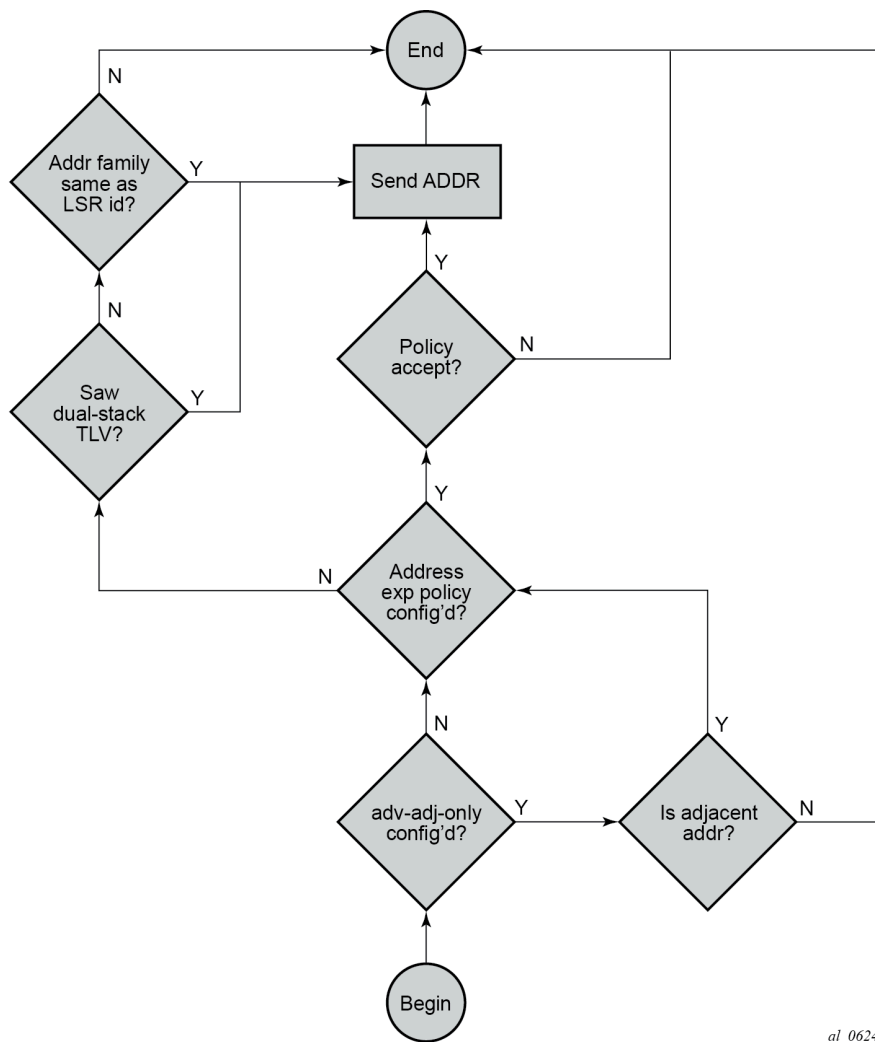 End
N
Addr family
same as
LSR id?
Y
Send ADDR
N
Y
Saw
dual-stack
TLV?
Y
Policy
accept?
N
Y
N
Address
exp policy
config'd?
N
Y
adv-adj-only
config'd?
Y
Is adjacent
addr?
N
Begin
al_0624